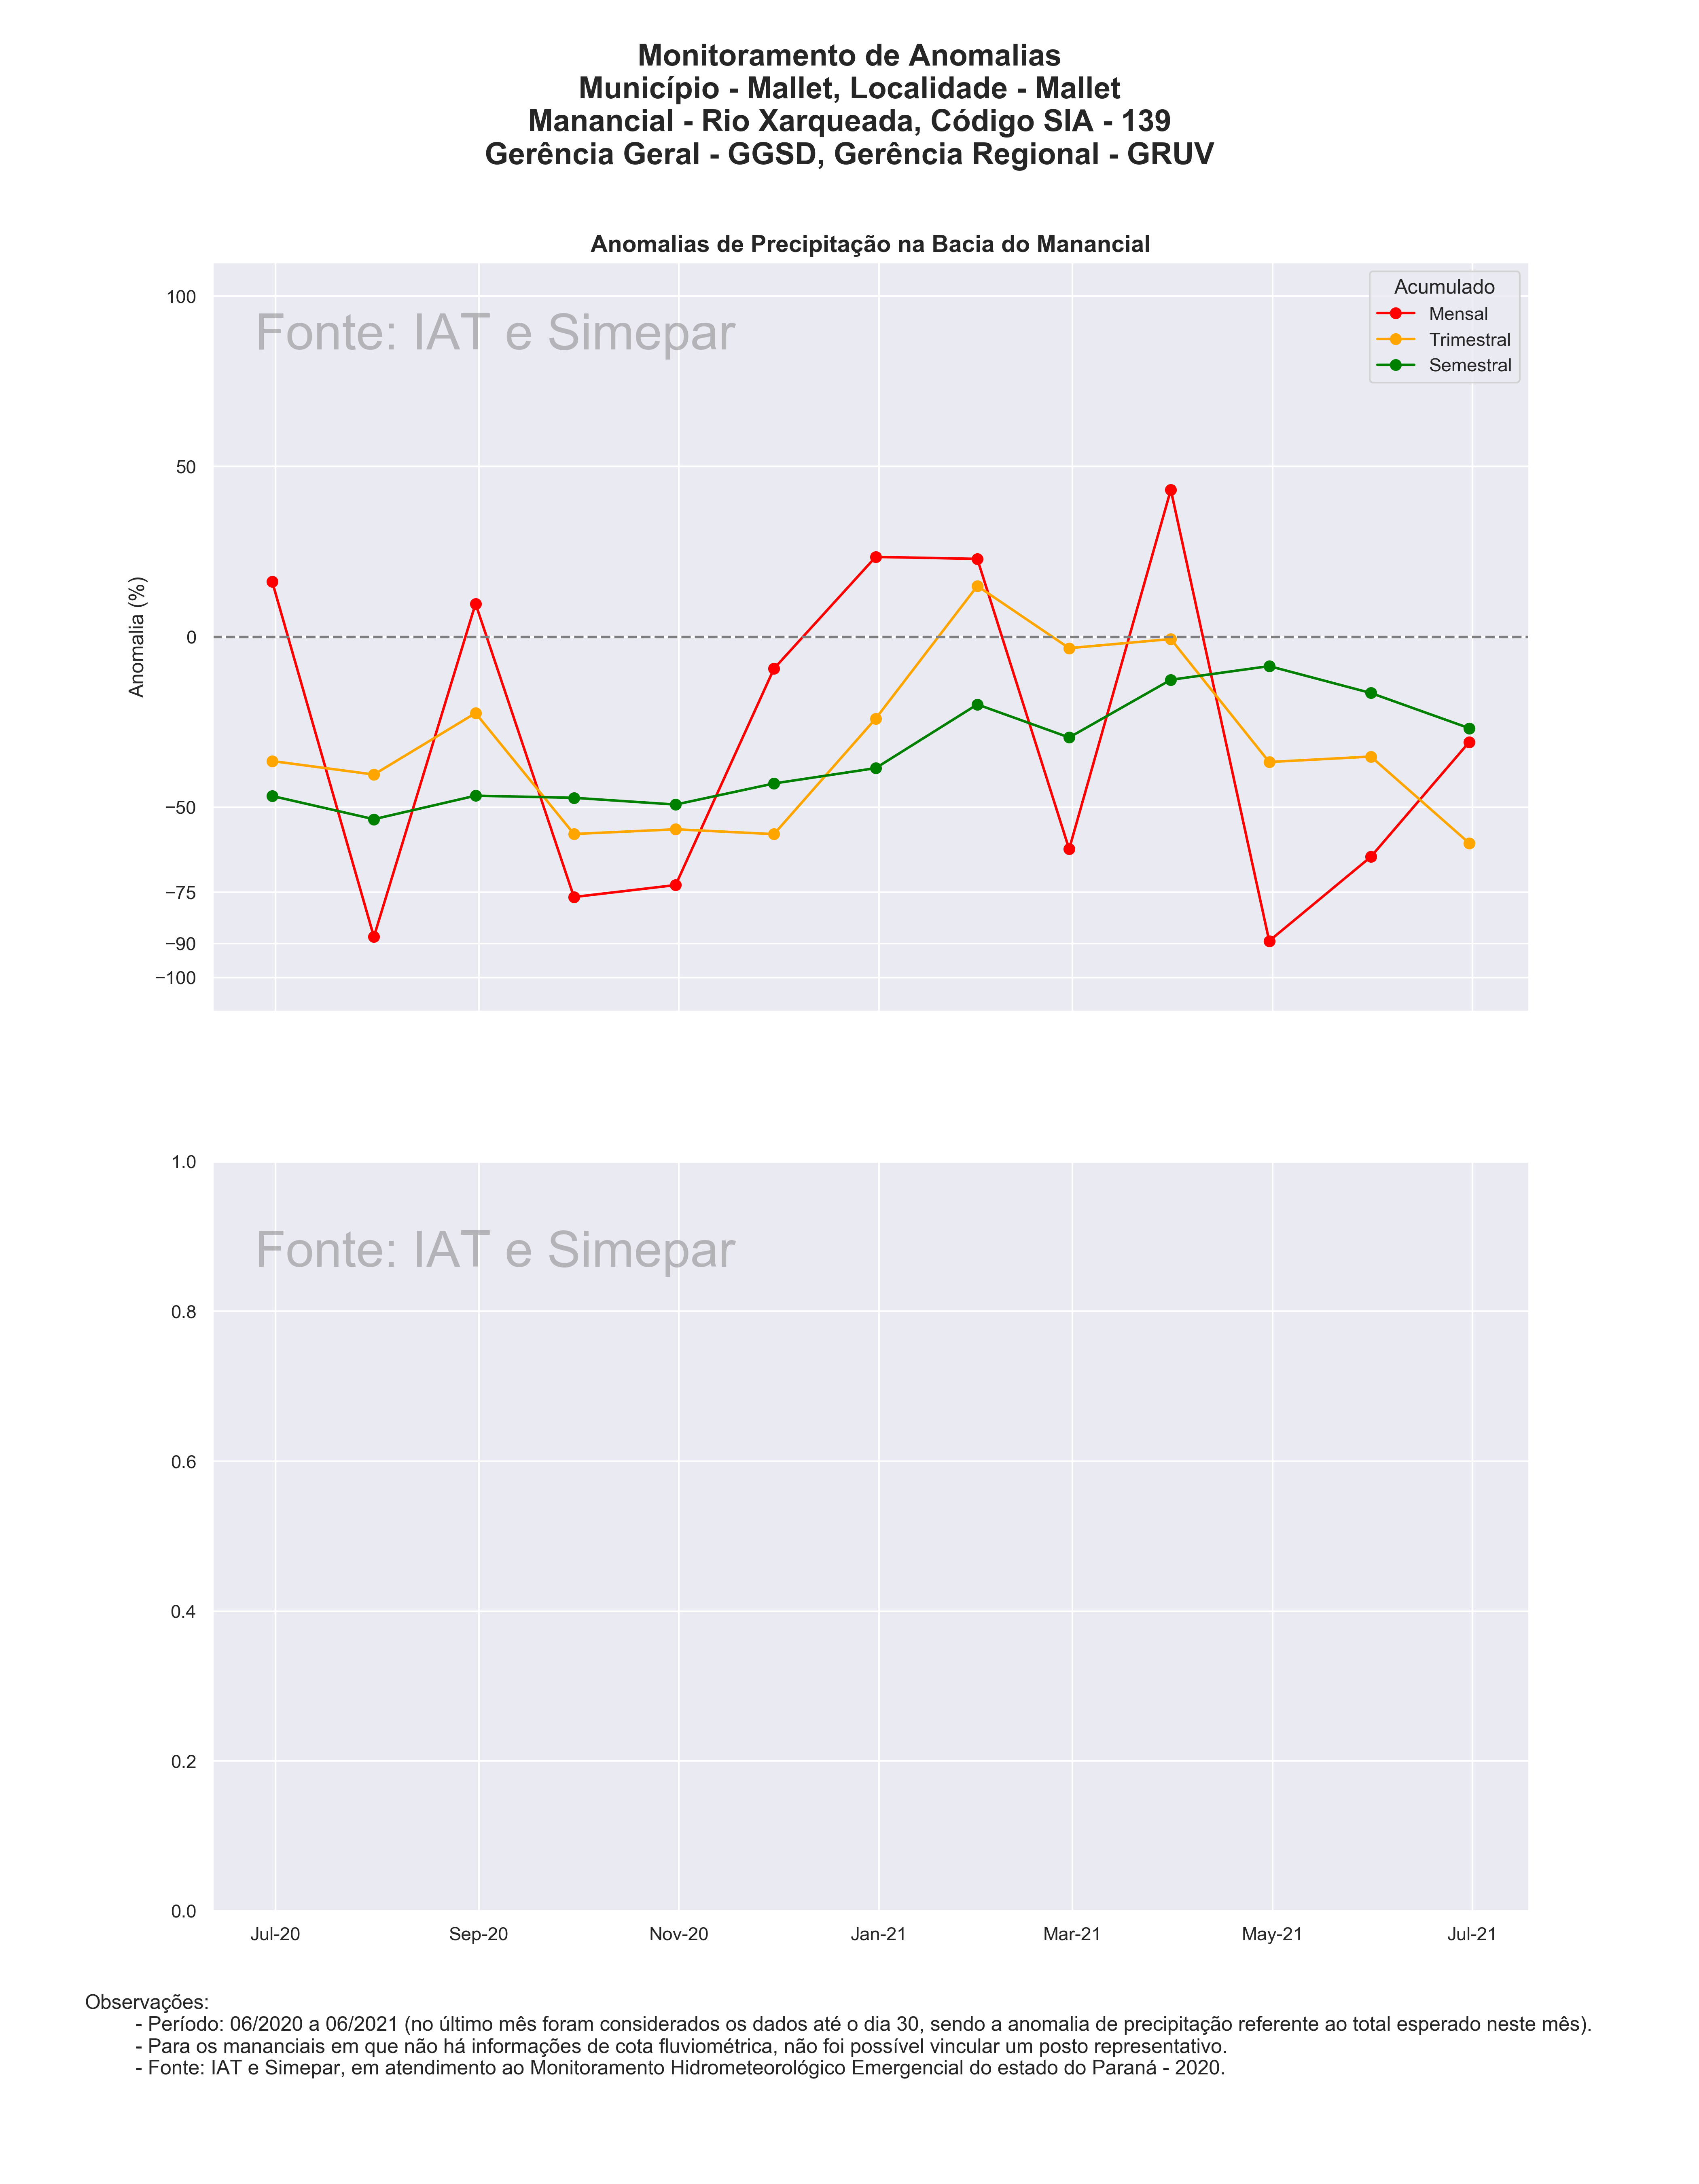 Monitoramento de Anomalias
Município - Mallet, Localidade - Mallet
Manancial - Rio Xarqueada, Código SIA - 139
Gerência Geral - GGSD, Gerência Regional - GRUV
Anomalias de Precipitação na Bacia do Manancial
Fonte: IAT e Simepar
Acumulado
Mensal
Trimestral
Semestral
Anomalia (%)
100
50
0
−50
−75
−90
−100
Fonte: IAT e Simepar
1.0
0.8
0.6
0.4
0.2
0.0
Jul-20 Sep-20 Nov-20 Jan-21 Mar-21 May-21 Jul-21
Observações:
- Período: 06/2020 a 06/2021 (no último mês foram considerados os dados até o dia 30, sendo a anomalia de precipitação referente ao total esperado neste mês).
- Para os mananciais em que não há informações de cota fluviométrica, não foi possível vincular um posto representativo.
- Fonte: IAT e Simepar, em atendimento ao Monitoramento Hidrometeorológico Emergencial do estado do Paraná - 2020.